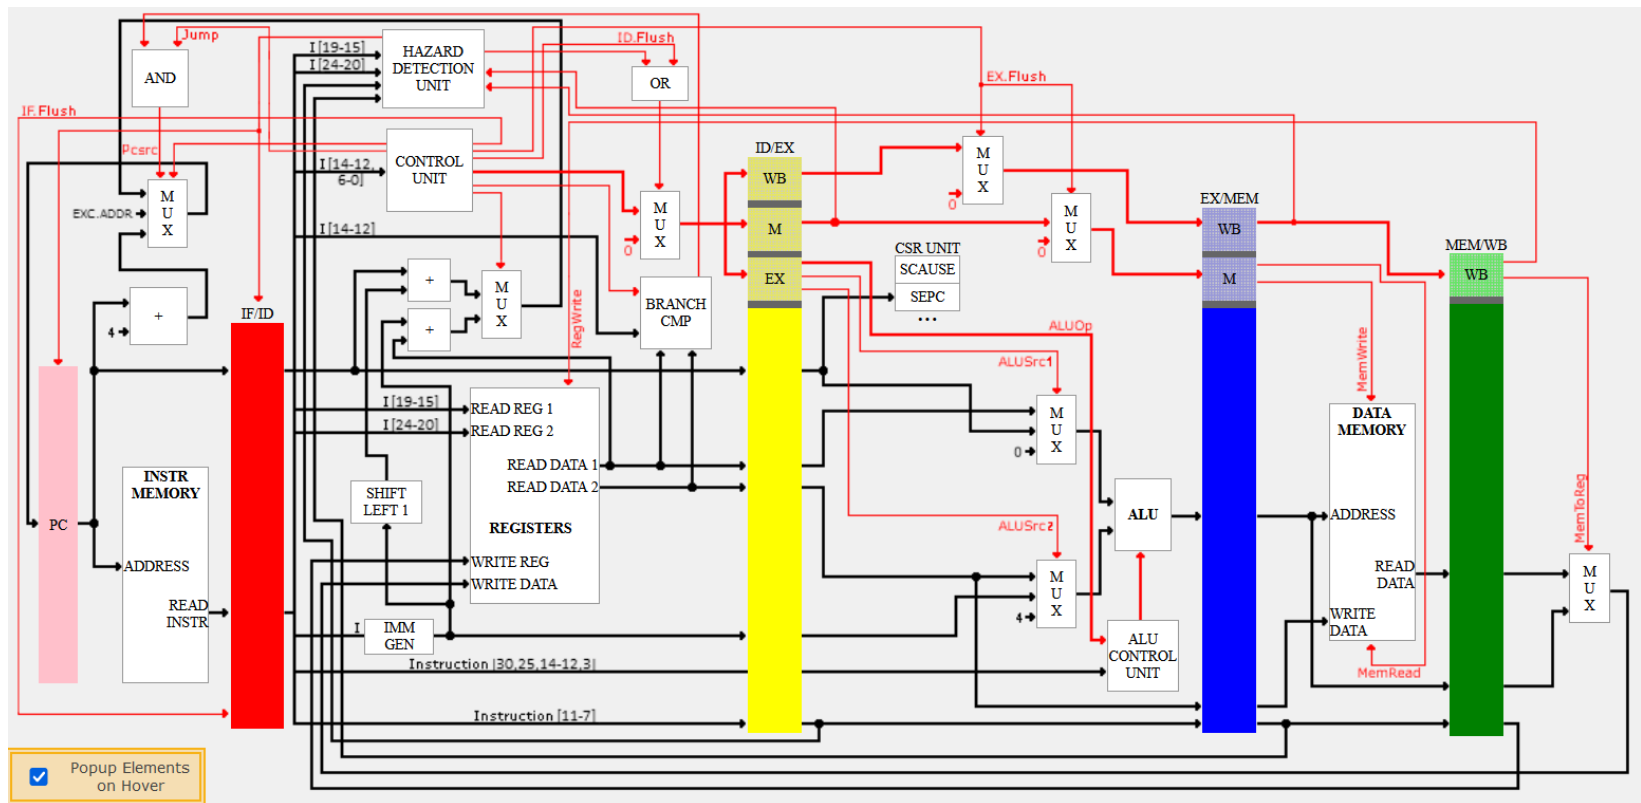 Jump
AND
IF.Flush
Pcsrc
M
U
X
EXC.ADDR
+
4
PC
INSTR
MEMORY
ADDRESS
READ
INSTR
IF/ID
I [19-15]
I [24-20]
HAZARD
DETECTION
UNIT
I [14-12,
6-0]
CONTROL
UNIT
I [14-12]
+
+
M
U
X
ID.Flush
OR
M
U
X
0
BRANCH
CMP
RegWrite
I [19-15]
I [24-20]
READ REG 1
READ REG 2
READ DATA 1
READ DATA 2
REGISTERS
WRITE REG
WRITE DATA
SHIFT
LEFT 1
I
IMM
GEN
Instruction [30,25,14-12,3]
Instruction [11-7]
ID/EX
WB
M
EX
CSR UNIT
SCAUSE
SEPC
...
EX.Flush
M
U
X
0
M
U
X
0
ALUOp
ALUSrc1
M
U
X
0
ALUSrc2
M
U
X
4
ALU
ALU
CONTROL
UNIT
EX/MEM
WB
M
MemWrite
DATA
MEMORY
ADDRESS
READ
DATA
WRITE
DATA
MemRead
MEM/WB
WB
MemToReg
M
U
X
Popup Elements
on Hover